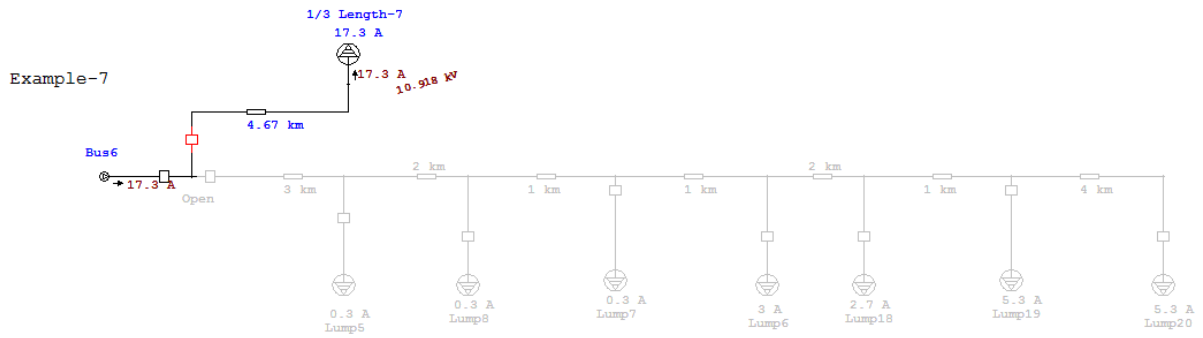 1/3 Length-7
17.3 A
Example-7
17.3 A
10.918 kV
4.67 km
Bus6
17.3 A
Open
3 km
2 km
1 km
1 km
2 km
1 km
4 km
0.3 A
Lump5
0.3 A
Lump8
0.3 A
Lump7
3 A
Lump6
2.7 A
Lump18
5.3 A
Lump19
5.3 A
Lump20